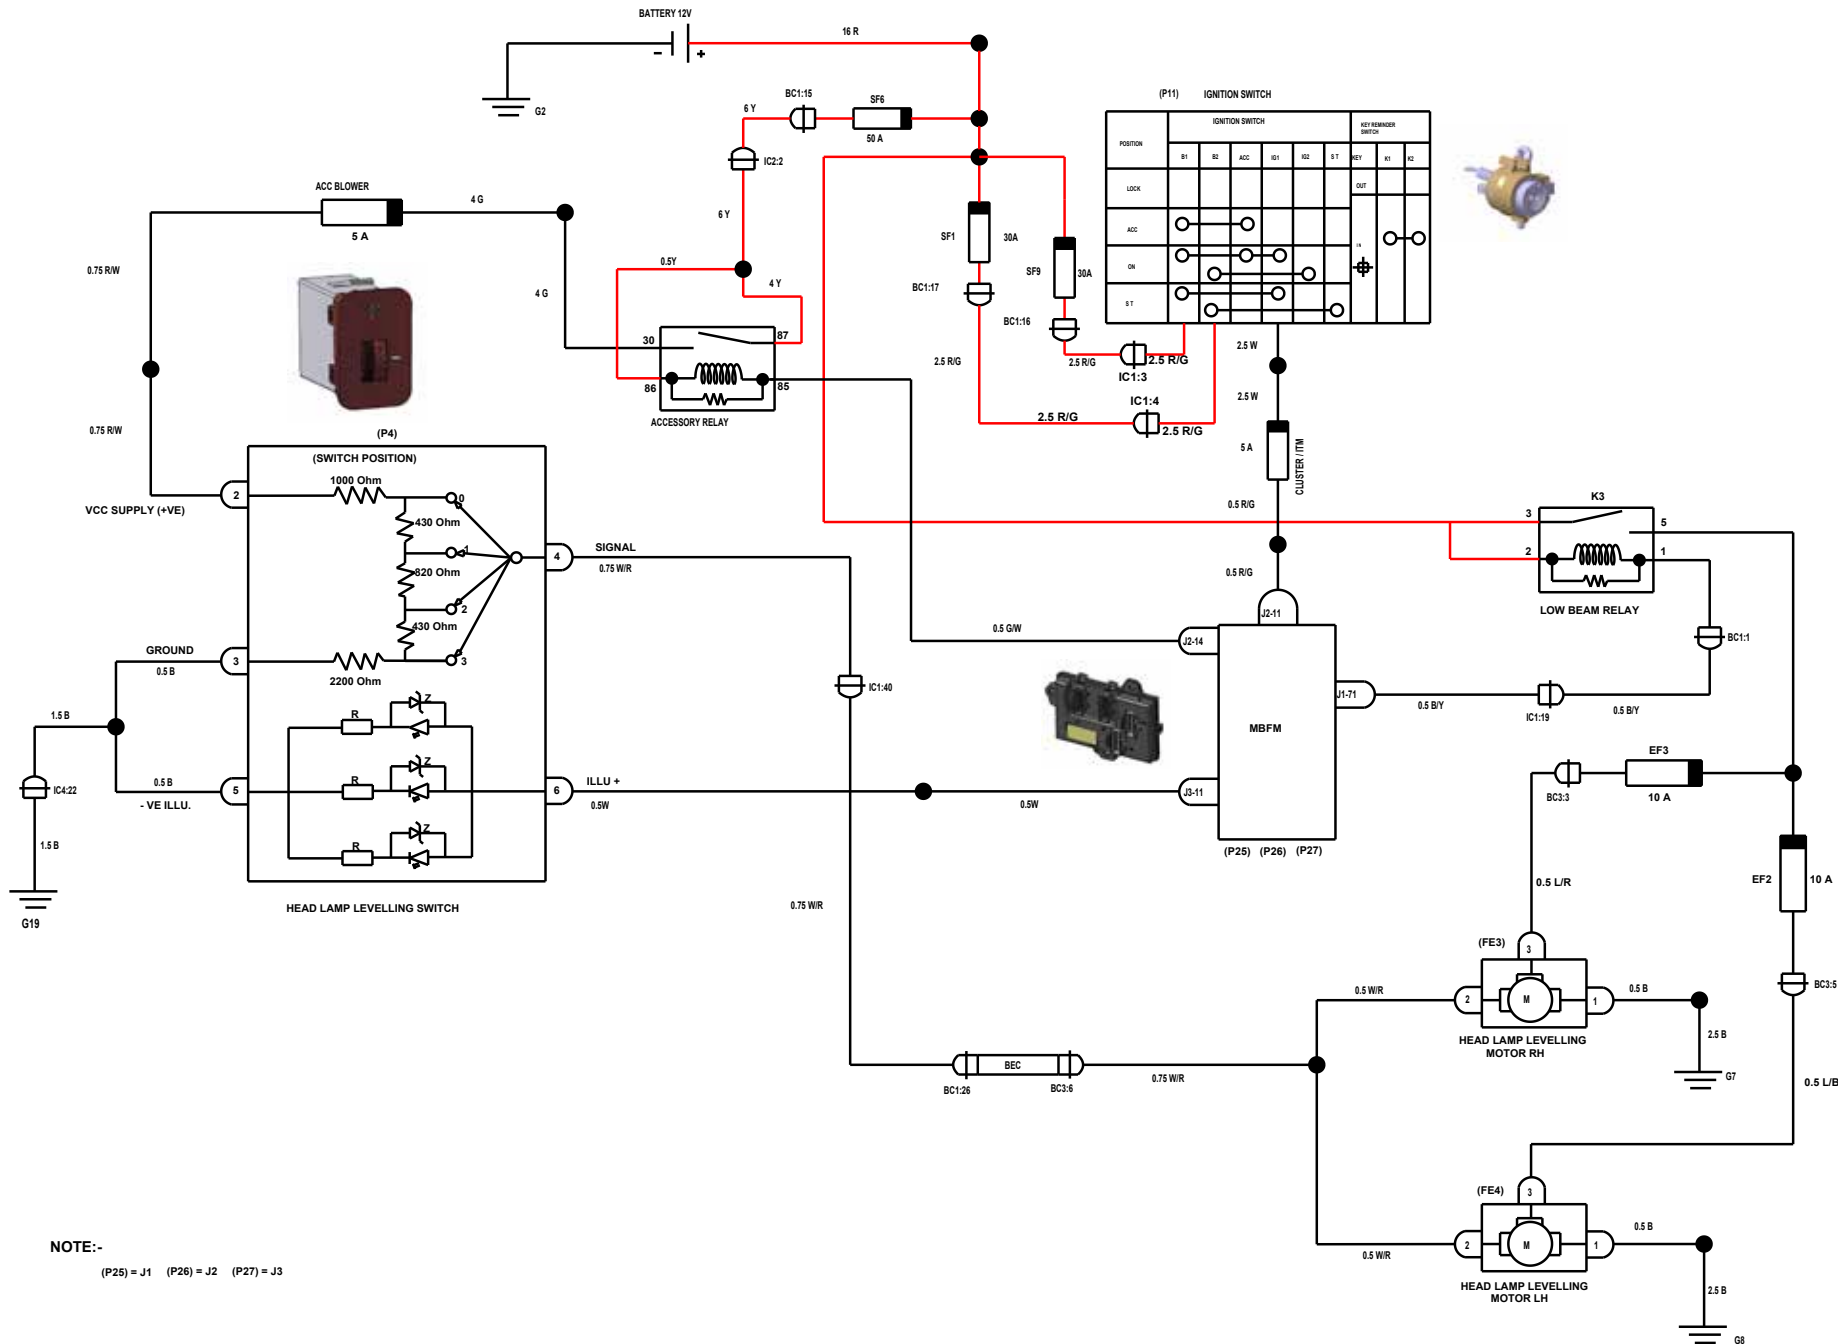 BATTERY 12V
16 R
-
+
G2
BC1:15
SF6
6 Y
50 A
IC2:2
(P11)
IGNITION SWITCH
POSITION
IGNITION SWITCH
KEY REMINDER
SWITCH
B1
B2
ACC
IG1
IG2
S T
KEY
K1
K2
LOCK
OUT
ACC
IN
ON
S T
ACC BLOWER
4 G
5 A
6 Y
0.75 R/W
0.5Y
4 Y
4 G
SF1
30A
SF9
30A
BC1:17
BC1:16
30
87
86
85
ACCESSORY RELAY
2.5 R/G
2.5 R/G
2.5 R/G
IC1:3
IC1:4
2.5 R/G
2.5 R/G
2.5 W
2.5 W
5 A
CLUSTER / ITM
0.5 R/G
0.5 R/G
0.75 R/W
(P4)
(SWITCH POSITION)
1000 Ohm
2
VCC SUPPLY (+VE)
0
430 Ohm
1
820 Ohm
2
430 Ohm
3
2200 Ohm
4
SIGNAL
0.75 W/R
GROUND
3
0.5 B
1.5 B
IC4:22
1.5 B
G19
0.5 B
5
- VE ILLU.
R
Z
R
Z
R
Z
6
ILLU +
0.5W
0.5W
HEAD LAMP LEVELLING SWITCH
IC1:40
0.5 G/W
J2-14
J2-11
J1-71
J3-11
MBFM
(P25)
(P26)
(P27)
K3
3
5
2
1
LOW BEAM RELAY
BC1:1
0.5 B/Y
IC1:19
0.5 B/Y
EF3
BC3:3
10 A
0.5 L/R
EF2
10 A
BC3:5
0.75 W/R
(FE3)
3
0.5 W/R
2
M
1
0.5 B
HEAD LAMP LEVELLING
MOTOR RH
2.5 B
G7
BEC
BC1:26
BC3:6
0.75 W/R
0.5 L/B
(FE4)
3
0.5 W/R
2
M
1
0.5 B
HEAD LAMP LEVELLING
MOTOR LH
2.5 B
G8
NOTE:-
(P25) = J1 (P26) = J2 (P27) = J3